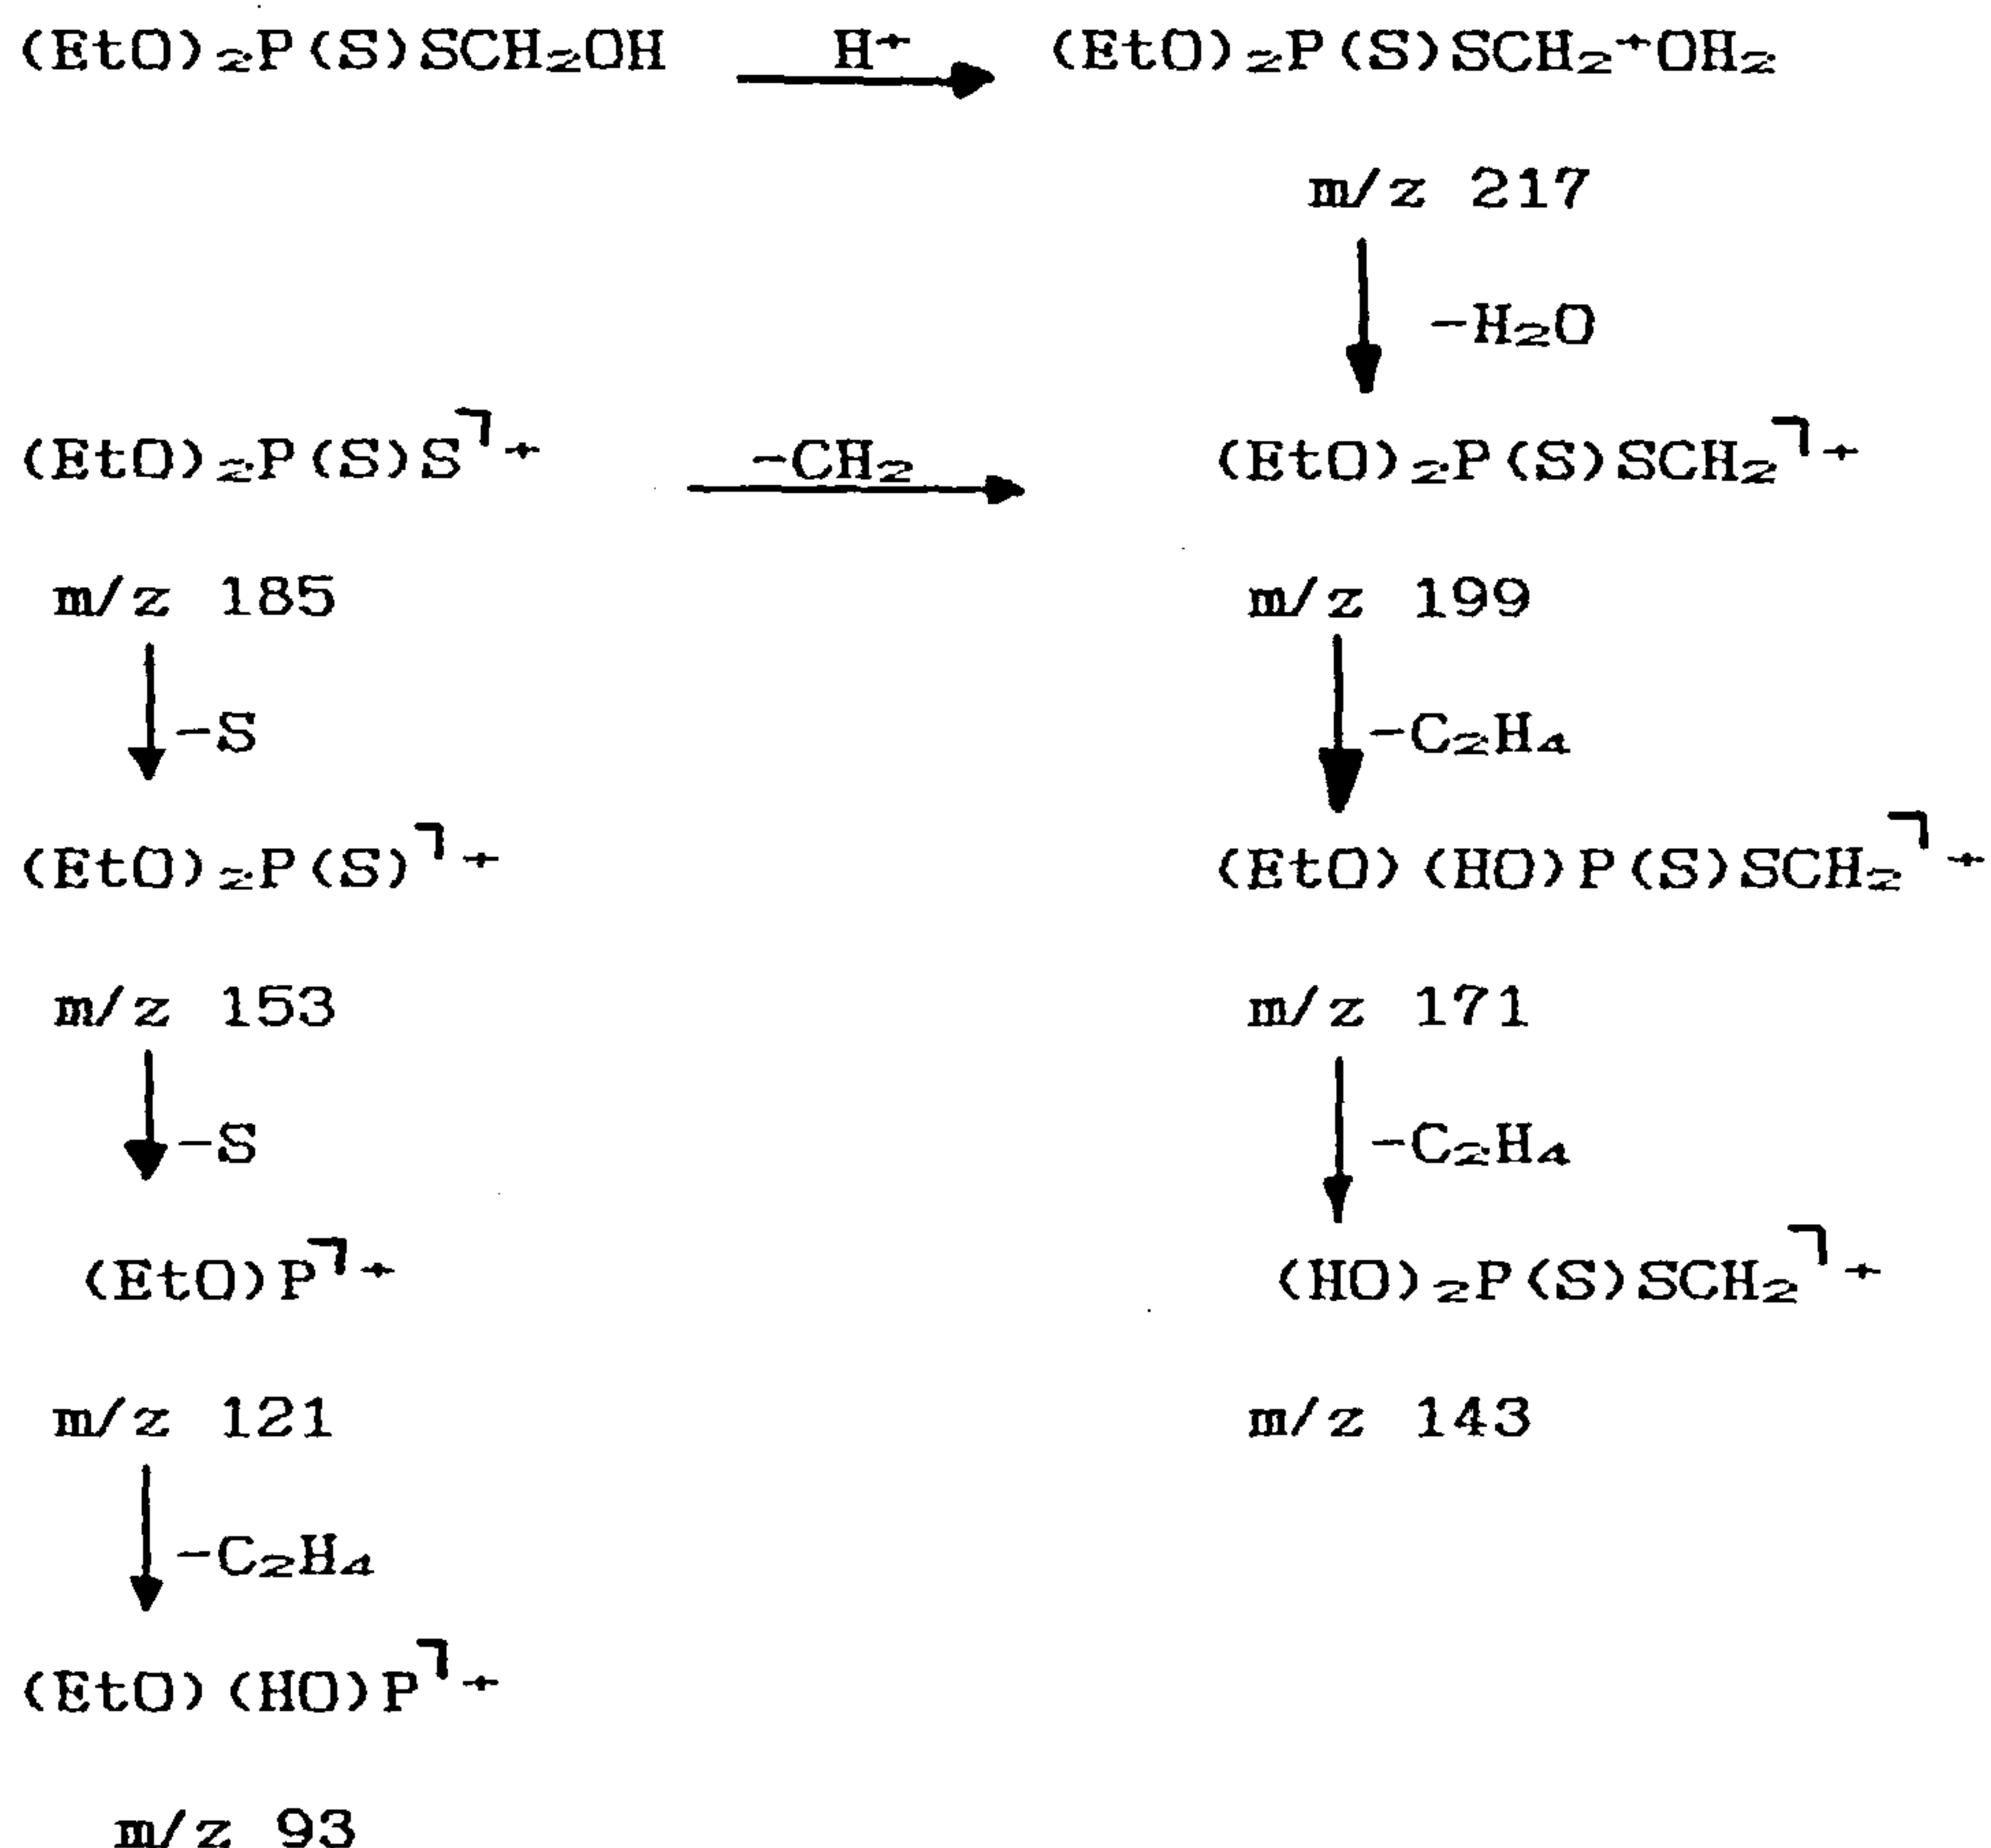 (EtO)₂P(S)SCH₂OH H⁺ (EtO)₂P(S)SCH₂⁺OH₂
m/z 217
-H₂O
(EtO)₂P(S)S⁺ -CH₂ (EtO)₂P(S)SCH₂⁺
m/z 185 m/z 199
-S -C₂H₄
(EtO)₂P(S)⁺ (EtO)(HO)P(S)SCH₂⁺
m/z 153 m/z 171
-S -C₂H₄
(EtO)P⁺ (HO)₂P(S)SCH₂⁺
m/z 121 m/z 143
-C₂H₄
(EtO)(HO)P⁺
m/z 93